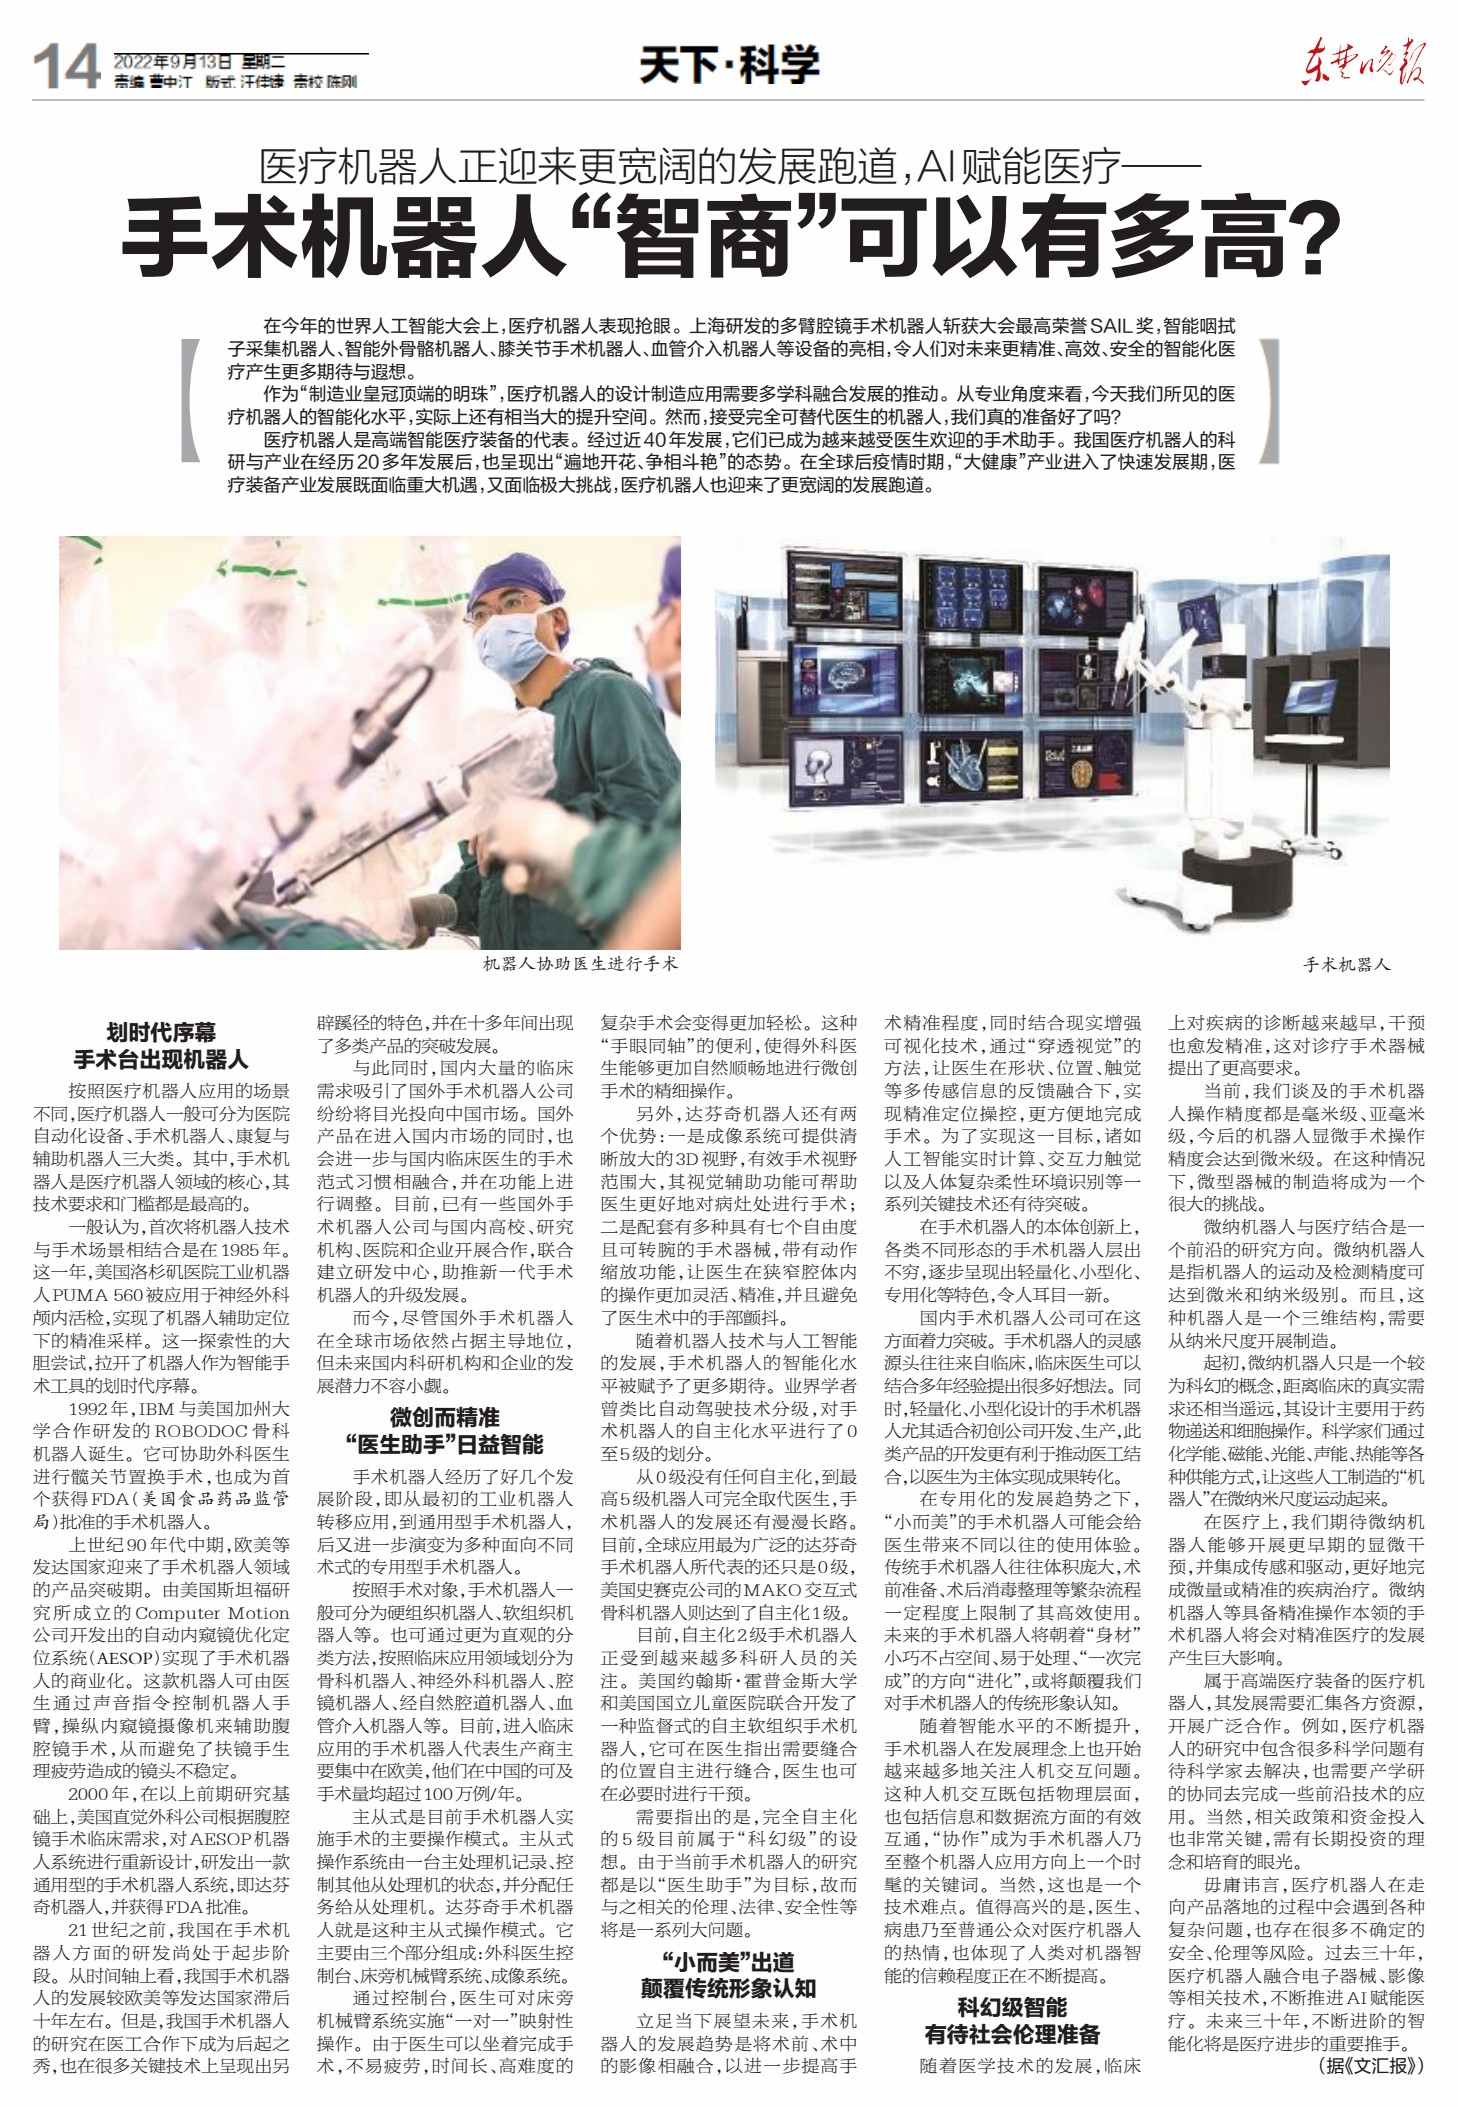 14
2022年9月13日 星期二
责编 曹中江 版式 汪佳婕 责校 陈刚
天下·科学
东楚晚报
医疗机器人正迎来更宽阔的发展跑道，AI赋能医疗——
手术机器人“智商”可以有多高？
在今年的世界人工智能大会上，医疗机器人表现抢眼。上海研发的多臂腔镜手术机器人斩获大会最高荣誉SAIL奖，智能咽拭
子采集机器人、智能外骨骼机器人、膝关节手术机器人、血管介入机器人等设备的亮相，令人们对未来更精准、高效、安全的智能化医
疗产生更多期待与遐想。
作为“制造业皇冠顶端的明珠”，医疗机器人的设计制造应用需要多学科融合发展的推动。从专业角度来看，今天我们所见的医
疗机器人的智能化水平，实际上还有相当大的提升空间。然而，接受完全可替代医生的机器人，我们真的准备好了吗？
医疗机器人是高端智能医疗装备的代表。经过近40年发展，它们已成为越来越受医生欢迎的手术助手。我国医疗机器人的科
研与产业在经历20多年发展后，也呈现出“遍地开花、争相斗艳”的态势。在全球后疫情时期，“大健康”产业进入了快速发展期，医
疗装备产业发展既面临重大机遇，又面临极大挑战，医疗机器人也迎来了更宽阔的发展跑道。
机器人协助医生进行手术
手术机器人
划时代序幕
手术台出现机器人
按照医疗机器人应用的场景
不同，医疗机器人一般可分为医院
自动化设备、手术机器人、康复与
辅助机器人三大类。其中，手术机
器人是医疗机器人领域的核心，其
技术要求和门槛都是最高的。
一般认为，首次将机器人技术
与手术场景相结合是在1985年。
这一年，美国洛杉矶医院工业机器
人PUMA 560被应用于神经外科
颅内活检，实现了机器人辅助定位
下的精准采样。这一探索性的大
胆尝试，拉开了机器人作为智能手
术工具的划时代序幕。
1992年，IBM与美国加州大
学合作研发的ROBODOC骨科
机器人诞生。它可协助外科医生
进行髋关节置换手术，也成为首
个获得FDA（美国食品药品监管
局）批准的手术机器人。
上世纪90年代中期，欧美等
发达国家迎来了手术机器人领域
的产品突破期。由美国斯坦福研
究所成立的Computer Motion
公司开发出的自动内窥镜优化定
位系统（AESOP）实现了手术机器
人的商业化。这款机器人可由医
生通过声音指令控制机器人手
臂，操纵内窥镜摄像机来辅助腹
腔镜手术，从而避免了扶镜手生
理疲劳造成的镜头不稳定。
2000年，在以上前期研究基
础上，美国直觉外科公司根据腹腔
镜手术临床需求，对AESOP机器
人系统进行重新设计，研发出一款
通用型的手术机器人系统，即达芬
奇机器人，并获得FDA批准。
21世纪之前，我国在手术机
器人方面的研发尚处于起步阶
段。从时间轴上看，我国手术机器
人的发展较欧美等发达国家滞后
十年左右。但是，我国手术机器人
的研究在医工合作下成为后起之
秀，也在很多关键技术上呈现出另
辟蹊径的特色，并在十多年间出现
了多类产品的突破发展。
与此同时，国内大量的临床
需求吸引了国外手术机器人公司
纷纷将目光投向中国市场。国外
产品在进入国内市场的同时，也
会进一步与国内临床医生的手术
范式习惯相融合，并在功能上进
行调整。目前，已有一些国外手
术机器人公司与国内高校、研究
机构、医院和企业开展合作，联合
建立研发中心，助推新一代手术
机器人的升级发展。
而今，尽管国外手术机器人
在全球市场依然占据主导地位，
但未来国内科研机构和企业的发
展潜力不容小觑。
微创而精准
“医生助手”日益智能
手术机器人经历了好几个发
展阶段，即从最初的工业机器人
转移应用，到通用型手术机器人，
后又进一步演变为多种面向不同
术式的专用型手术机器人。
按照手术对象，手术机器人一
般可分为硬组织机器人、软组织机
器人等。也可通过更为直观的分
类方法，按照临床应用领域划分为
骨科机器人、神经外科机器人、腔
镜机器人、经自然腔道机器人、血
管介入机器人等。目前，进入临床
应用的手术机器人代表生产商主
要集中在欧美，他们在中国的可及
手术量均超过100万例/年。
主从式是目前手术机器人实
施手术的主要操作模式。主从式
操作系统由一台主处理机记录、控
制其他从处理机的状态，并分配任
务给从处理机。达芬奇手术机器
人就是这种主从式操作模式。它
主要由三个部分组成：外科医生控
制台、床旁机械臂系统、成像系统。
通过控制台，医生可对床旁
机械臂系统实施“一对一”映射性
操作。由于医生可以坐着完成手
术，不易疲劳，时间长、高难度的
复杂手术会变得更加轻松。这种
“手眼同轴”的便利，使得外科医
生能够更加自然顺畅地进行微创
手术的精细操作。
另外，达芬奇机器人还有两
个优势：一是成像系统可提供清
晰放大的3D视野，有效手术视野
范围大，其视觉辅助功能可帮助
医生更好地对病灶处进行手术；
二是配套有多种具有七个自由度
且可转腕的手术器械，带有动作
缩放功能，让医生在狭窄腔体内
的操作更加灵活、精准，并且避免
了医生术中的手部颤抖。
随着机器人技术与人工智能
的发展，手术机器人的智能化水
平被赋予了更多期待。业界学者
曾类比自动驾驶技术分级，对手
术机器人的自主化水平进行了0
至5级的划分。
从0级没有任何自主化，到最
高5级机器人可完全取代医生，手
术机器人的发展还有漫漫长路。
目前，全球应用最为广泛的达芬奇
手术机器人所代表的还只是0级，
美国史赛克公司的MAKO交互式
骨科机器人则达到了自主化1级。
目前，自主化2级手术机器人
正受到越来越多科研人员的关
注。美国约翰斯·霍普金斯大学
和美国国立儿童医院联合开发了
一种监督式的自主软组织手术机
器人，它可在医生指出需要缝合
的位置自主进行缝合，医生也可
在必要时进行干预。
需要指出的是，完全自主化
的5级目前属于“科幻级”的设
想。由于当前手术机器人的研究
都是以“医生助手”为目标，故而
与之相关的伦理、法律、安全性等
将是一系列大问题。
“小而美”出道
颠覆传统形象认知
立足当下展望未来，手术机
器人的发展趋势是将术前、术中
的影像相融合，以进一步提高手
术精准程度，同时结合现实增强
可视化技术，通过“穿透视觉”的
方法，让医生在形状、位置、触觉
等多传感信息的反馈融合下，实
现精准定位操控，更方便地完成
手术。为了实现这一目标，诸如
人工智能实时计算、交互力触觉
以及人体复杂柔性环境识别等一
系列关键技术还有待突破。
在手术机器人的本体创新上，
各类不同形态的手术机器人层出
不穷，逐步呈现出轻量化、小型化、
专用化等特色，令人耳目一新。
国内手术机器人公司可在这
方面着力突破。手术机器人的灵感
源头往往来自临床，临床医生可以
结合多年经验提出很多好想法。同
时，轻量化、小型化设计的手术机器
人尤其适合初创公司开发、生产，此
类产品的开发更有利于推动医工结
合，以医生为主体实现成果转化。
在专用化的发展趋势之下，
“小而美”的手术机器人可能会给
医生带来不同以往的使用体验。
传统手术机器人往往体积庞大，术
前准备、术后消毒整理等繁杂流程
一定程度上限制了其高效使用。
未来的手术机器人将朝着“身材”
小巧不占空间、易于处理、“一次完
成”的方向“进化”，或将颠覆我们
对手术机器人的传统形象认知。
随着智能水平的不断提升，
手术机器人在发展理念上也开始
越来越多地关注人机交互问题。
这种人机交互既包括物理层面，
也包括信息和数据流方面的有效
互通，“协作”成为手术机器人乃
至整个机器人应用方向上一个时
髦的关键词。当然，这也是一个
技术难点。值得高兴的是，医生、
病患乃至普通公众对医疗机器人
的热情，也体现了人类对机器智
能的信赖程度正在不断提高。
科幻级智能
有待社会伦理准备
随着医学技术的发展，临床
上对疾病的诊断越来越早，干预
也愈发精准，这对诊疗手术器械
提出了更高要求。
当前，我们谈及的手术机器
人操作精度都是毫米级、亚毫米
级，今后的机器人显微手术操作
精度会达到微米级。在这种情况
下，微型器械的制造将成为一个
很大的挑战。
微纳机器人与医疗结合是一
个前沿的研究方向。微纳机器人
是指机器人的运动及检测精度可
达到微米和纳米级别。而且，这
种机器人是一个三维结构，需要
从纳米尺度开展制造。
起初，微纳机器人只是一个较
为科幻的概念，距离临床的真实需
求还相当遥远，其设计主要用于药
物递送和细胞操作。科学家们通过
化学能、磁能、光能、声能、热能等各
种供能方式，让这些人工制造的“机
器人”在微纳米尺度运动起来。
在医疗上，我们期待微纳机
器人能够开展更早期的显微干
预，并集成传感和驱动，更好地完
成微量或精准的疾病治疗。微纳
机器人等具备精准操作本领的手
术机器人将会对精准医疗的发展
产生巨大影响。
属于高端医疗装备的医疗机
器人，其发展需要汇集各方资源，
开展广泛合作。例如，医疗机器
人的研究中包含很多科学问题有
待科学家去解决，也需要产学研
的协同去完成一些前沿技术的应
用。当然，相关政策和资金投入
也非常关键，需有长期投资的理
念和培育的眼光。
毋庸讳言，医疗机器人在走
向产品落地的过程中会遇到各种
复杂问题，也存在很多不确定的
安全、伦理等风险。过去三十年，
医疗机器人融合电子器械、影像
等相关技术，不断推进AI赋能医
疗。未来三十年，不断进阶的智
能化将是医疗进步的重要推手。
（据《文汇报》）